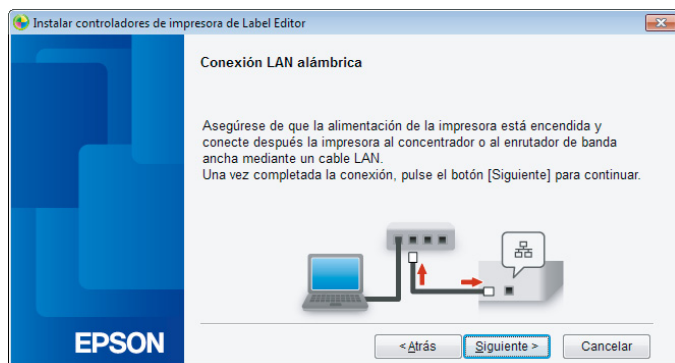 Instalar controladores de impresora de Label Editor
Conexión LAN alámbrica
Asegúrese de que la alimentación de la impresora está encendida y
conecte después la impresora al concentrador o al enrutador de banda
ancha mediante un cable LAN.
Una vez completada la conexión, pulse el botón [Siguiente] para continuar.
EPSON
< Atrás
Siguiente >
Cancelar